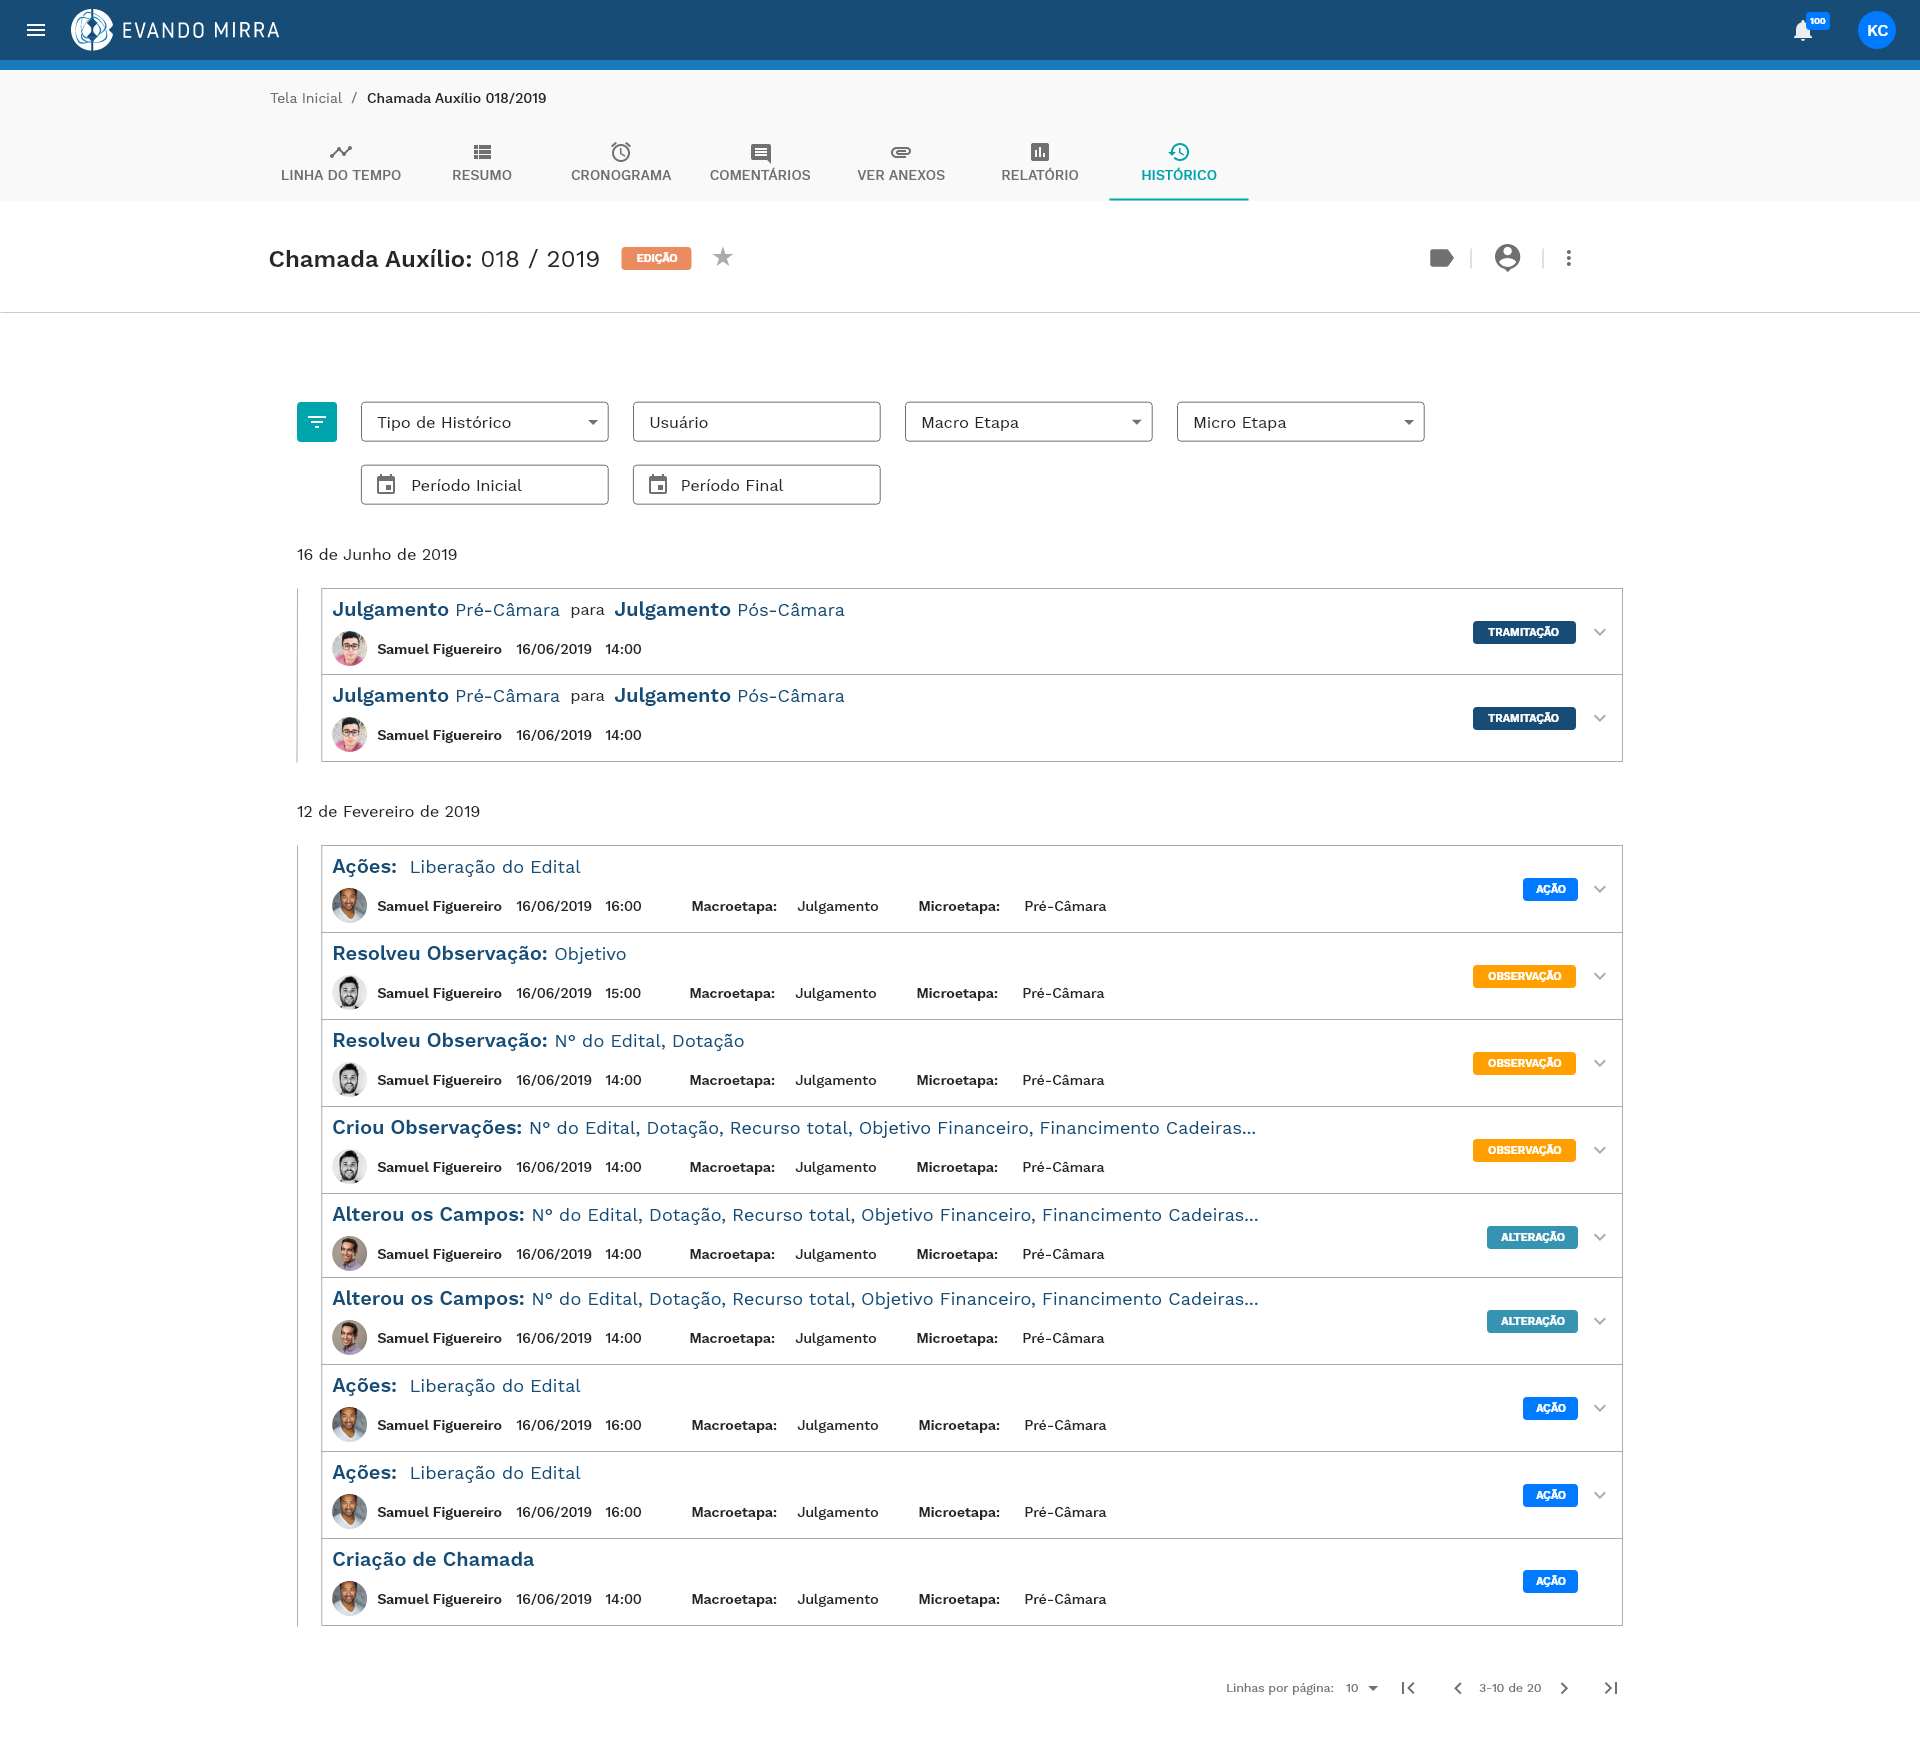 EVANDO MIRRA
100
KC
Tela Inicial / Chamada Auxílio 018/2019
LINHA DO TEMPO RESUMO CRONOGRAMA COMENTÁRIOS VER ANEXOS RELATÓRIO HISTÓRICO
Chamada Auxílio: 018 / 2019 EDIÇÃO
Tipo de Histórico Usuário Macro Etapa Micro Etapa
Período Inicial Período Final
16 de Junho de 2019
Julgamento Pré-Câmara para Julgamento Pós-Câmara
TRAMITAÇÃO
Samuel Figuereiro 16/06/2019 14:00
Julgamento Pré-Câmara para Julgamento Pós-Câmara
TRAMITAÇÃO
Samuel Figuereiro 16/06/2019 14:00
12 de Fevereiro de 2019
Ações: Liberação do Edital
AÇÃO
Samuel Figuereiro 16/06/2019 16:00 Macroetapa: Julgamento Microetapa: Pré-Câmara
Resolveu Observação: Objetivo
OBSERVAÇÃO
Samuel Figuereiro 16/06/2019 15:00 Macroetapa: Julgamento Microetapa: Pré-Câmara
Resolveu Observação: N° do Edital, Dotação
OBSERVAÇÃO
Samuel Figuereiro 16/06/2019 14:00 Macroetapa: Julgamento Microetapa: Pré-Câmara
Criou Observações: N° do Edital, Dotação, Recurso total, Objetivo Financeiro, Financimento Cadeiras...
OBSERVAÇÃO
Samuel Figuereiro 16/06/2019 14:00 Macroetapa: Julgamento Microetapa: Pré-Câmara
Alterou os Campos: N° do Edital, Dotação, Recurso total, Objetivo Financeiro, Financimento Cadeiras...
ALTERAÇÃO
Samuel Figuereiro 16/06/2019 14:00 Macroetapa: Julgamento Microetapa: Pré-Câmara
Alterou os Campos: N° do Edital, Dotação, Recurso total, Objetivo Financeiro, Financimento Cadeiras...
ALTERAÇÃO
Samuel Figuereiro 16/06/2019 14:00 Macroetapa: Julgamento Microetapa: Pré-Câmara
Ações: Liberação do Edital
AÇÃO
Samuel Figuereiro 16/06/2019 16:00 Macroetapa: Julgamento Microetapa: Pré-Câmara
Ações: Liberação do Edital
AÇÃO
Samuel Figuereiro 16/06/2019 16:00 Macroetapa: Julgamento Microetapa: Pré-Câmara
Criação de Chamada
AÇÃO
Samuel Figuereiro 16/06/2019 14:00 Macroetapa: Julgamento Microetapa: Pré-Câmara
Linhas por página: 10 3-10 de 20